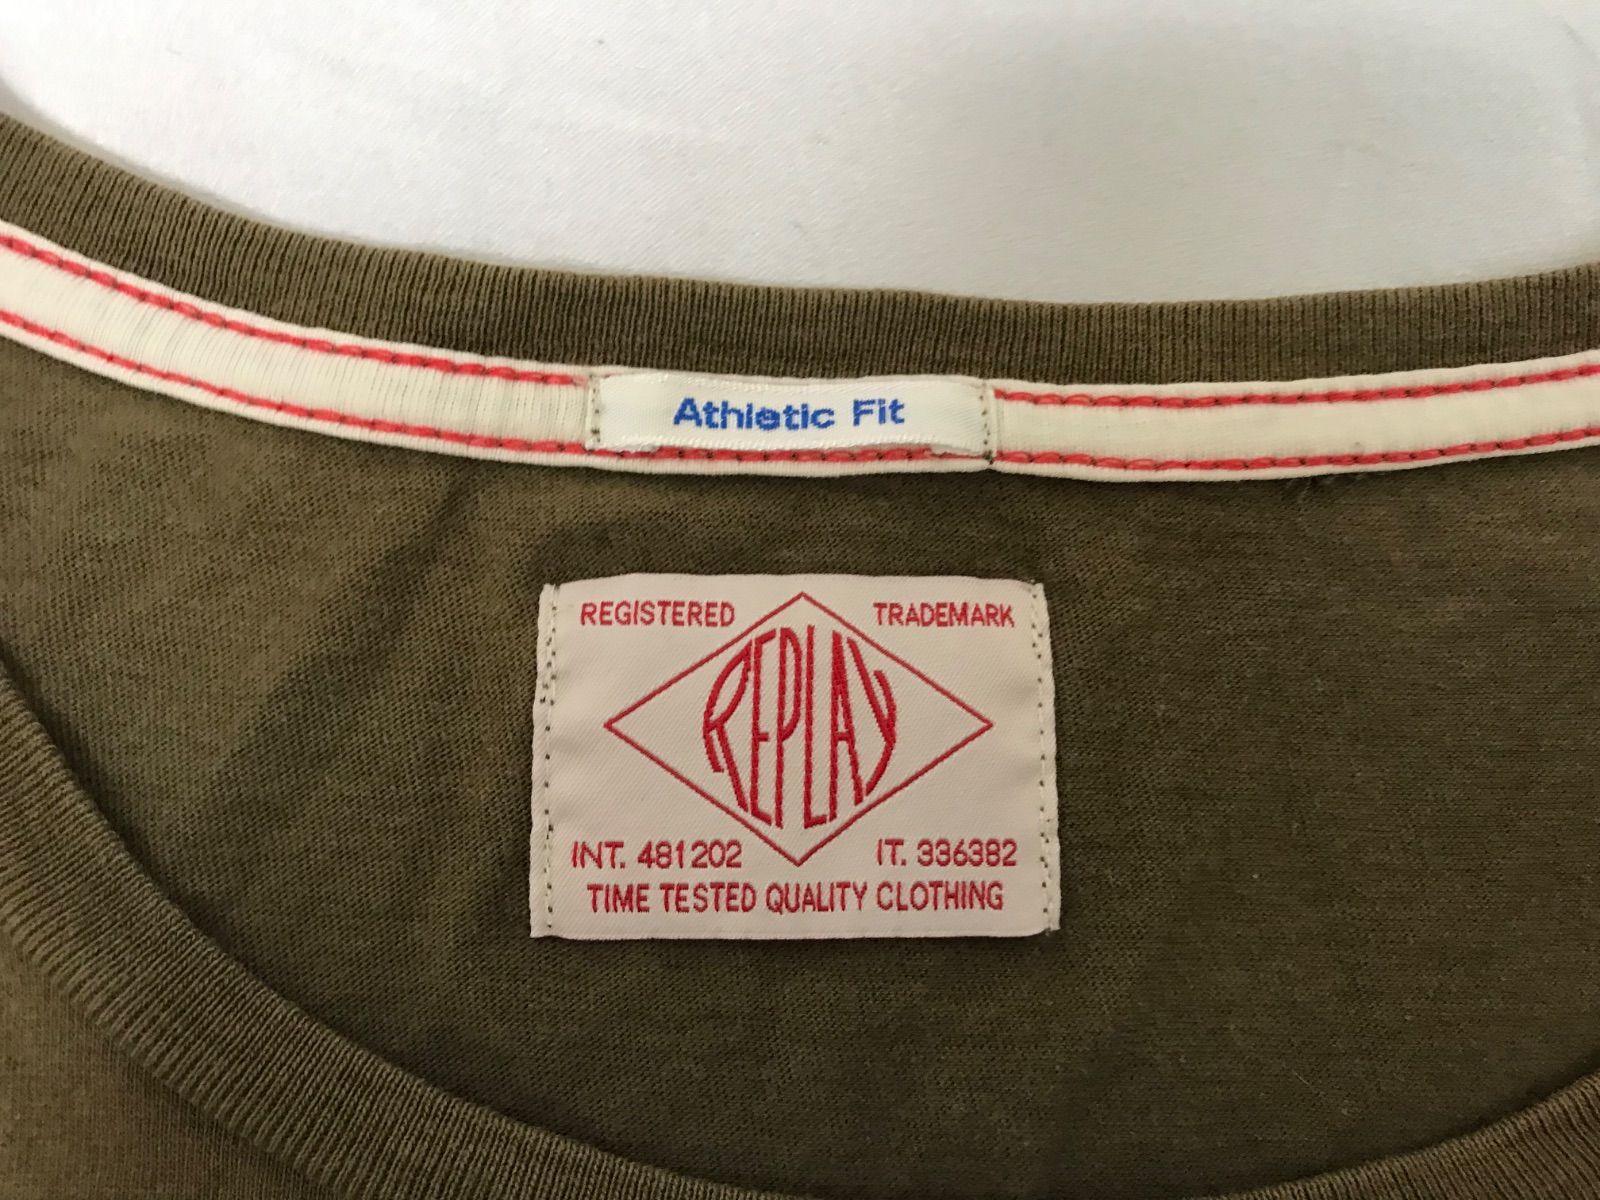 Athletic Fit
REGISTERED TRADEMARK
REPLAY
INT. 481202 IT. 336382
TIME TESTED QUALITY CLOTHING